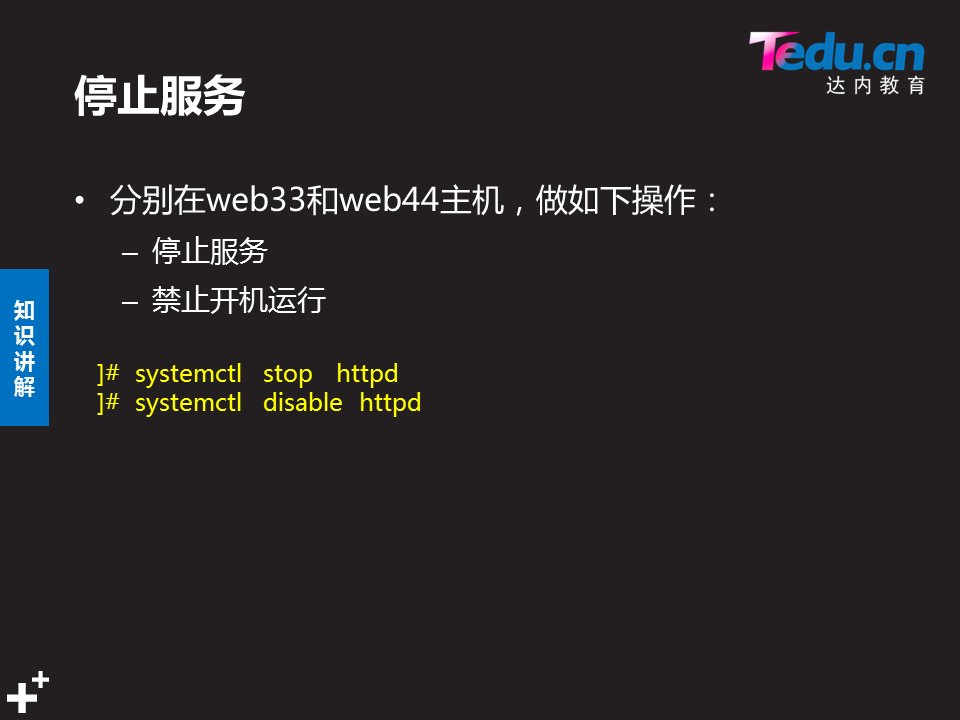 Tedu.cn
达内教育
停止服务
• 分别在web33和web44主机，做如下操作：
– 停止服务
– 禁止开机运行
知
识
讲
解
]# systemctl stop httpd
]# systemctl disable httpd